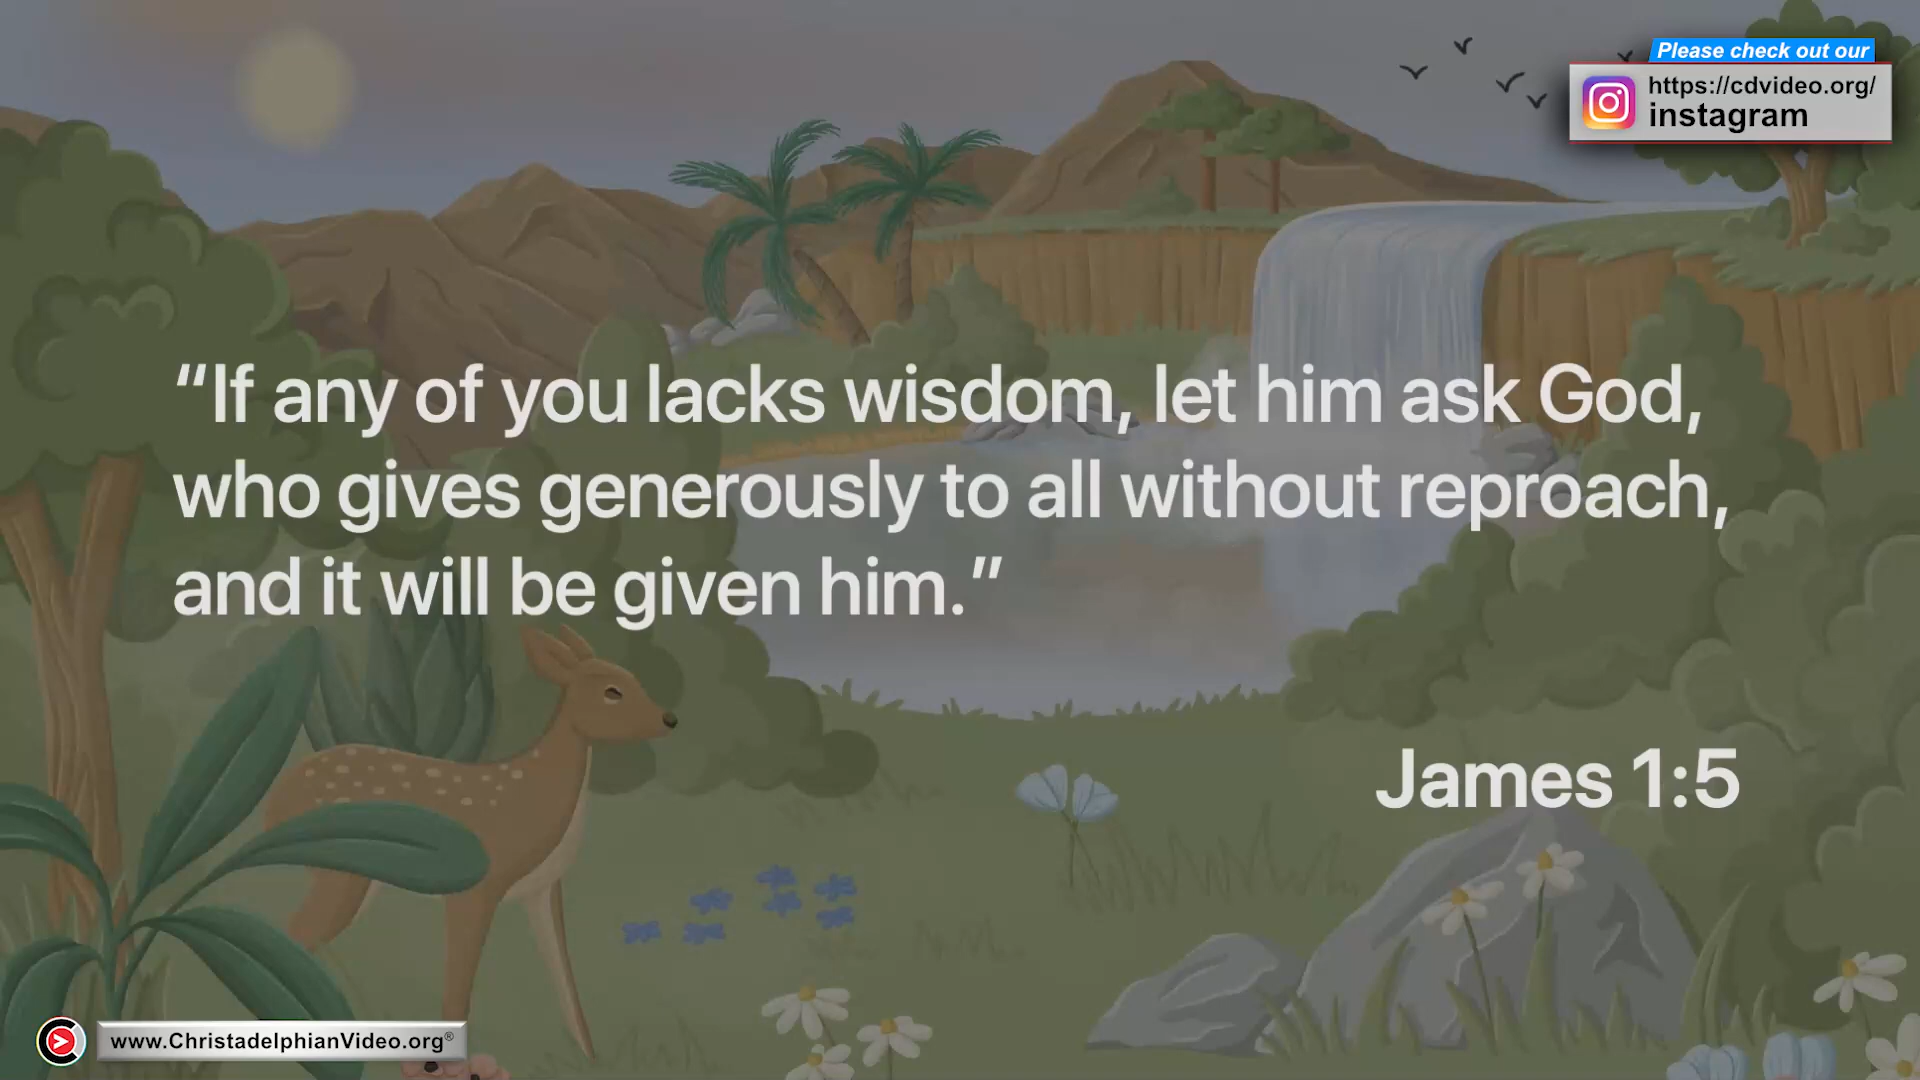 Please check out our
https://cdvideo.org/
instagram
“If any of you lacks wisdom, let him ask God,
who gives generously to all without reproach,
and it will be given him.”
James 1:5
www.ChristadelphianVideo.org®